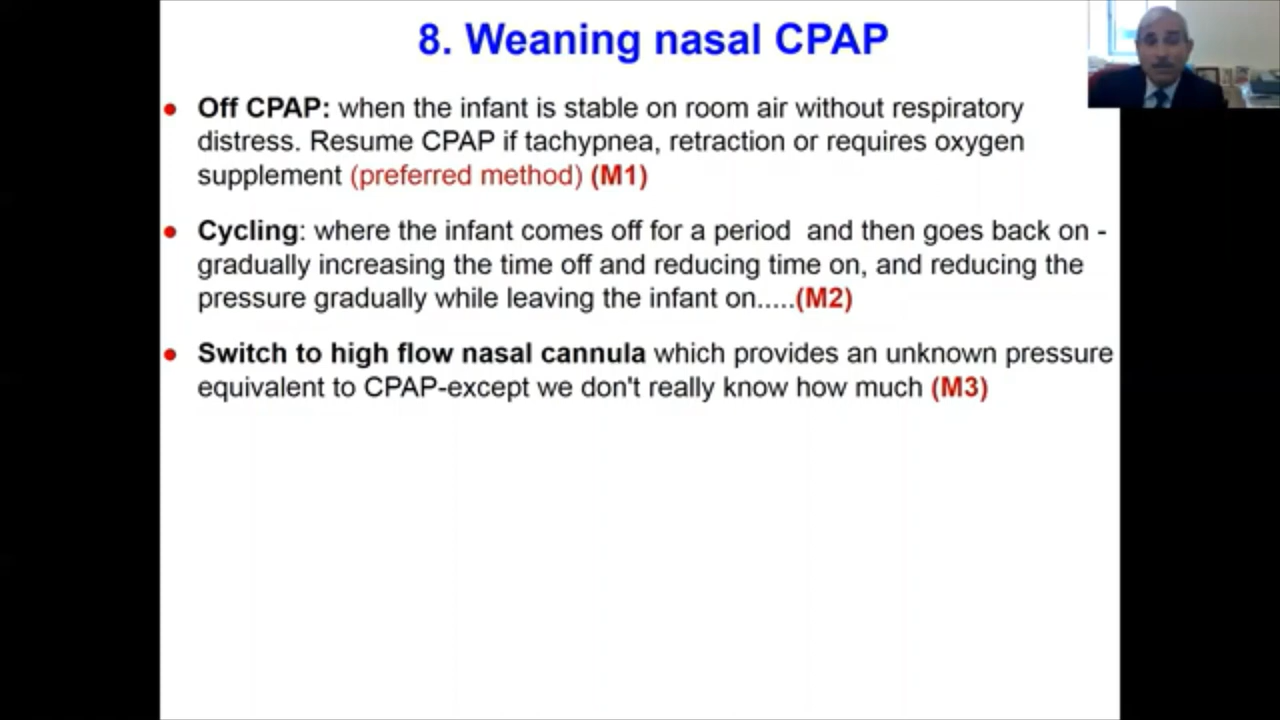 8. Weaning nasal CPAP
● Off CPAP: when the infant is stable on room air without respiratory
distress. Resume CPAP if tachypnea, retraction or requires oxygen
supplement (preferred method) (M1)
● Cycling: where the infant comes off for a period  and then goes back on -
gradually increasing the time off and reducing time on, and reducing the
pressure gradually while leaving the infant on.....(M2)
● Switch to high flow nasal cannula which provides an unknown pressure
equivalent to CPAP-except we don't really know how much (M3)